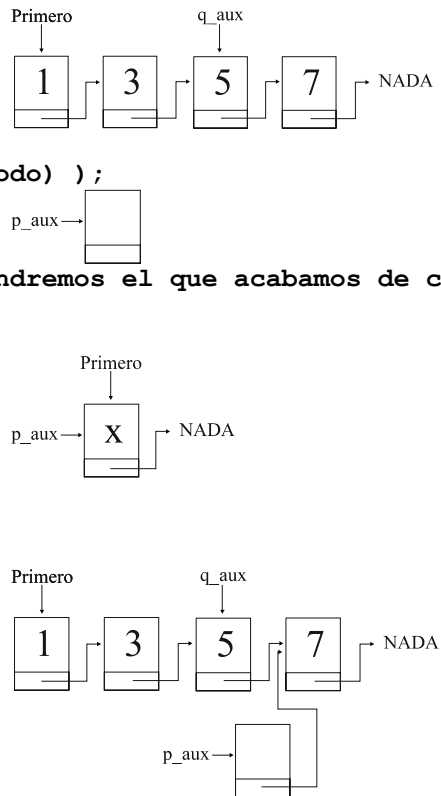 Primero q_aux
1 3 5 7 NADA
odo) );
p_aux
ndremos el que acabamos de c
Primero
p_aux x NADA
Primero q_aux
1 3 5 7 NADA
p_aux